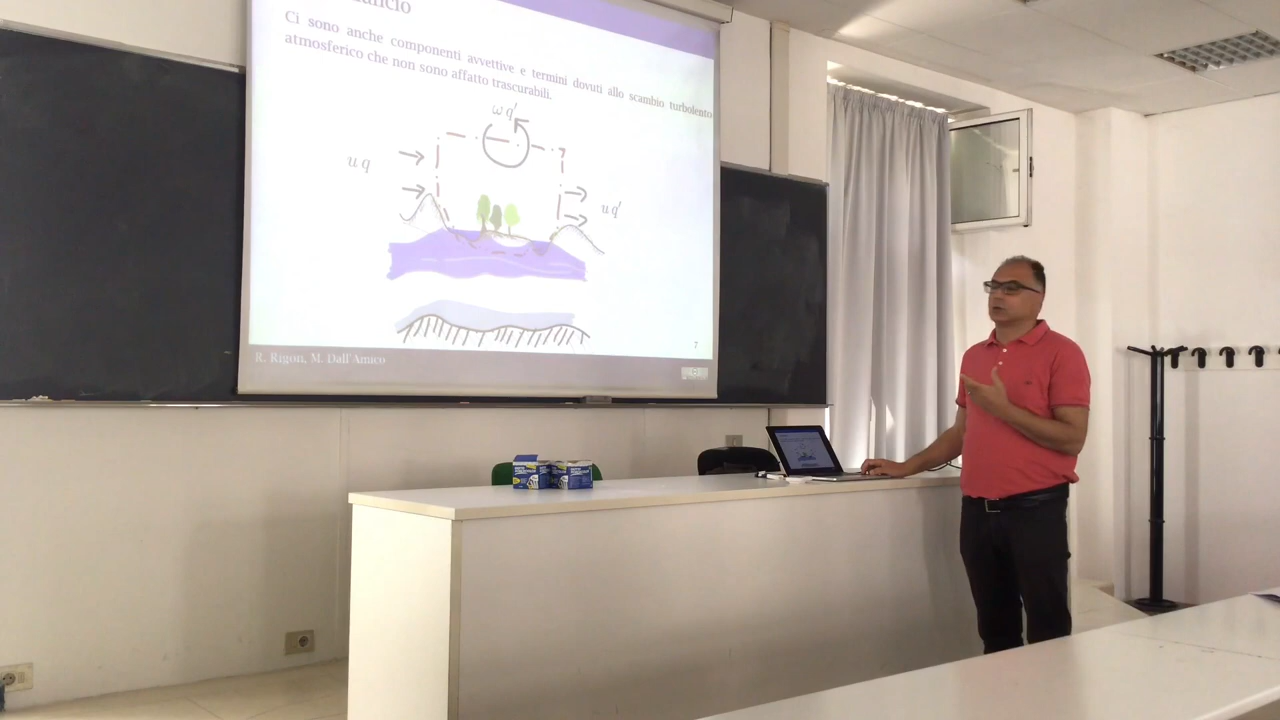 Ci sono anche componenti avvettive e termini dovuti allo scambio turbolento
atmosferico che non sono affatto trascurabili.
ω q'
u q
u q'
7
R. Rigon, M. Dall'Amico